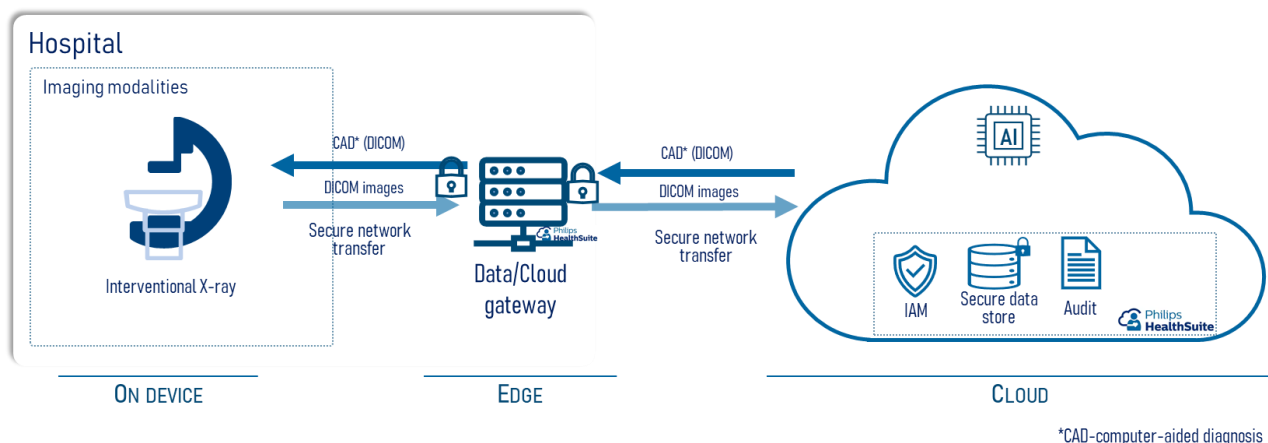 Hospital
Imaging modalities
Interventional X-ray
CAD* (DICOM)
DICOM images
Secure network
transfer
Philips
HealthSuite
Data/Cloud
gateway
CAD* (DICOM)
DICOM images
Secure network
transfer
AI
IAM
Secure data
store
Audit
Philips
HealthSuite
ON DEVICE
EDGE
CLOUD
*CAD-computer-aided diagnosis